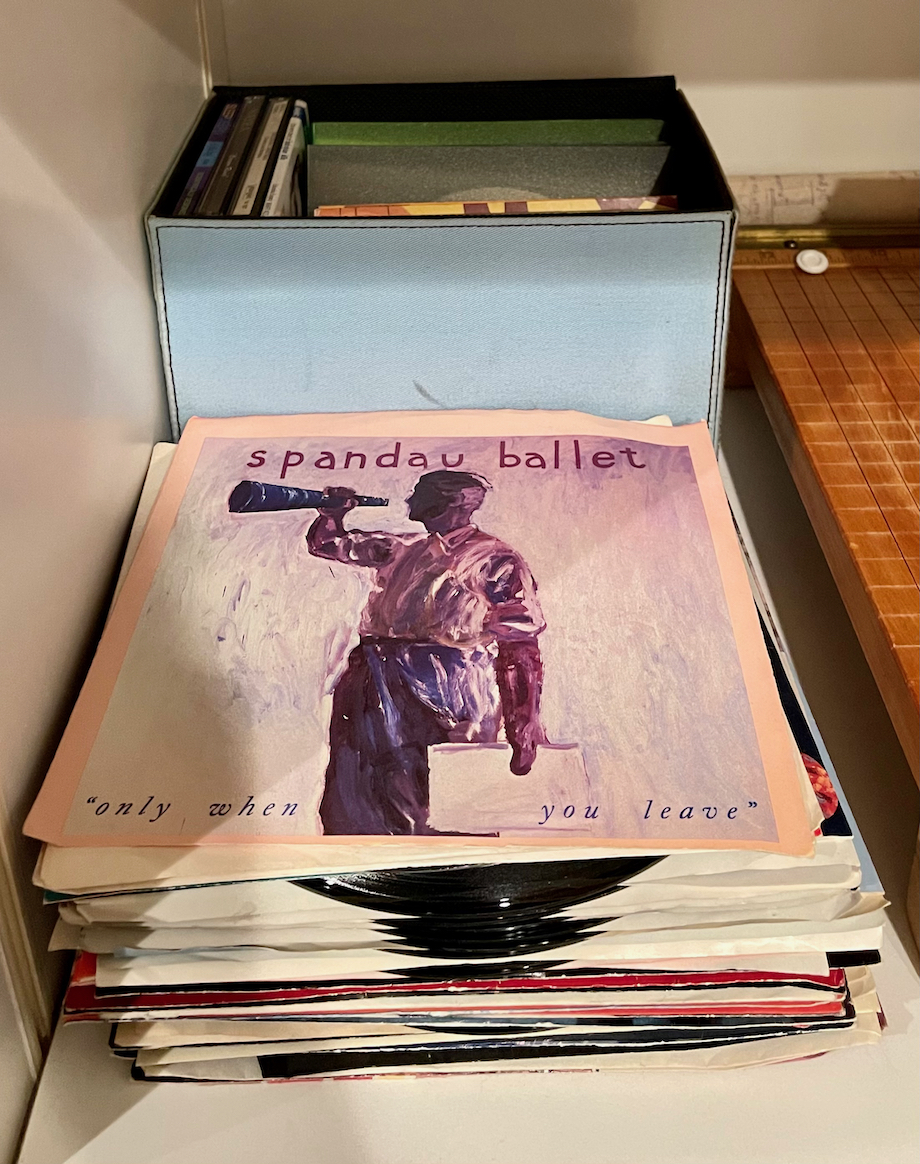 spandau ballet
“only when you leave”